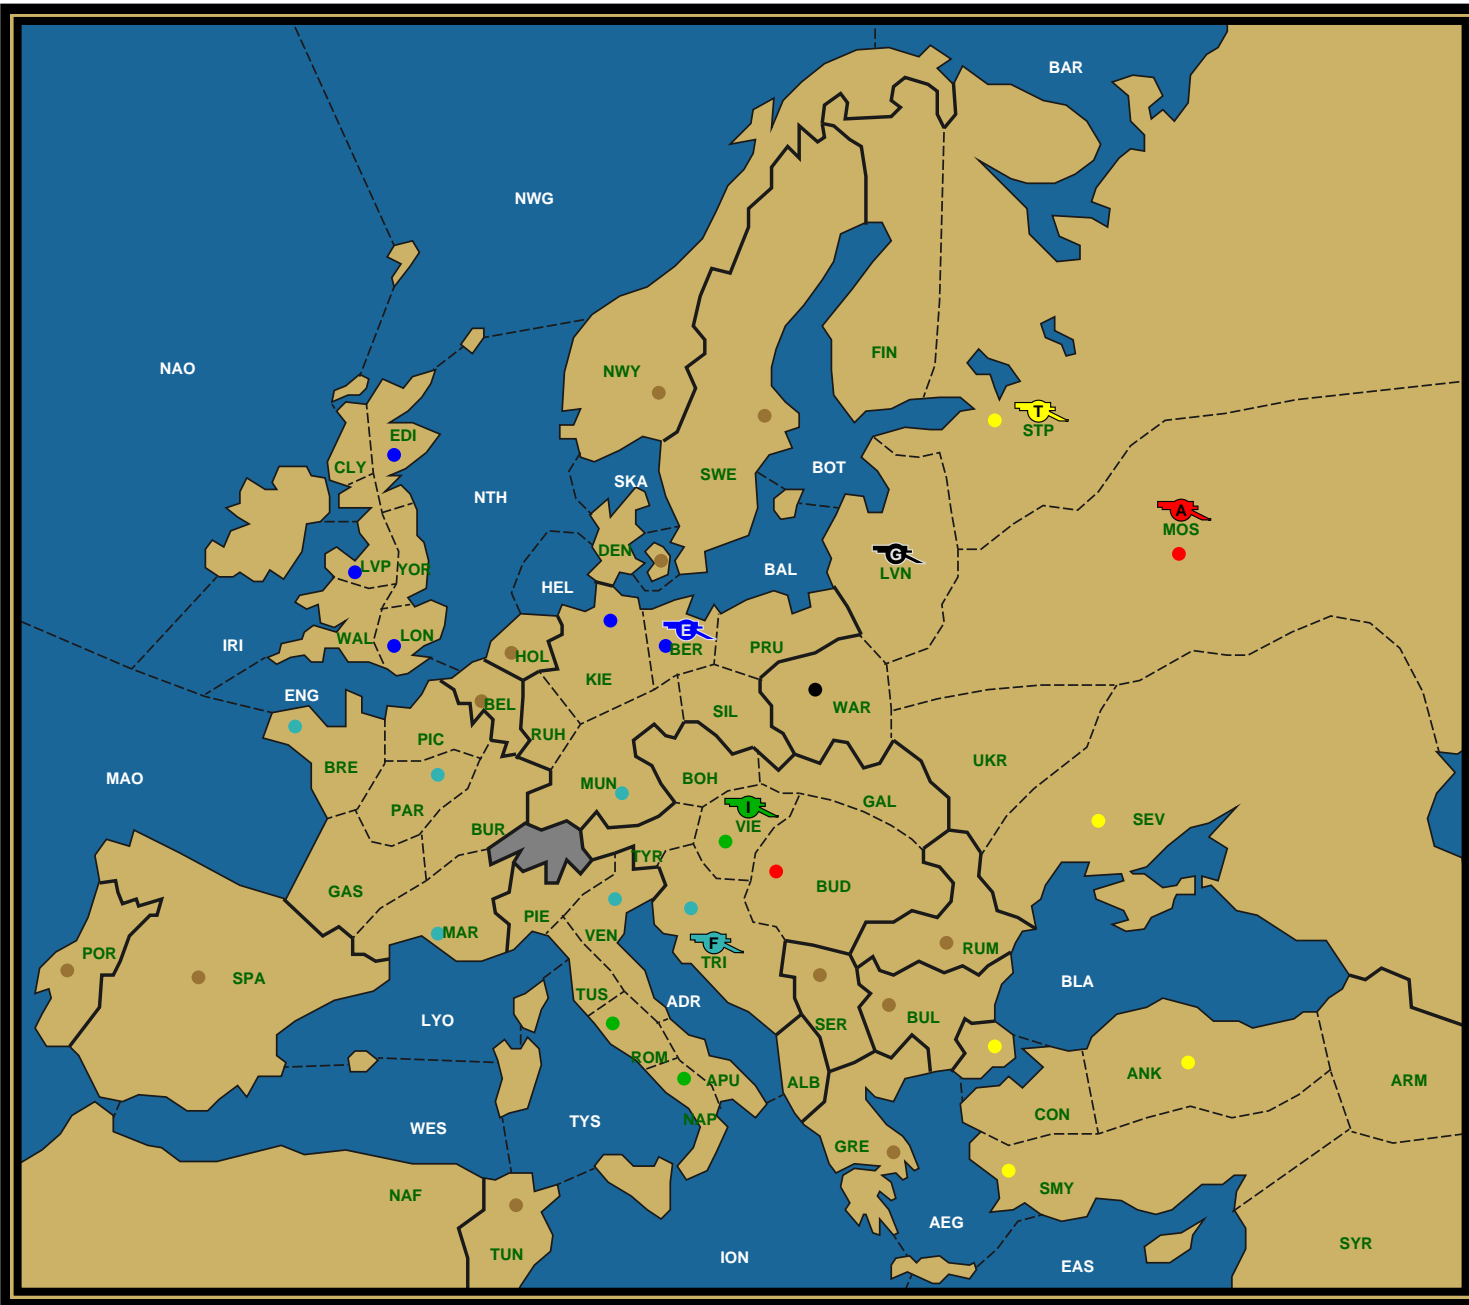 BAR
NWG
NAO
FIN
NWY
T
STP
EDI
CLY
SKA
BOT
SWE
NTH
A
MOS
DEN
G
LVN
LVP
YOR
BAL
HEL
E
WAL
LON
IRI
HOL
BER
PRU
KIE
ENG
BEL
WAR
SIL
RUH
PIC
UKR
BRE
MAO
BOH
MUN
GAL
I
PAR
SEV
VIE
BUR
TYR
BUD
GAS
PIE
MAR
VEN
F
RUM
POR
TRI
SPA
BLA
TUS
ADR
LYO
BUL
SER
ROM
ANK
APU
ALB
ARM
CON
NAP
TYS
WES
GRE
SMY
NAF
AEG
SYR
TUN
ION
EAS